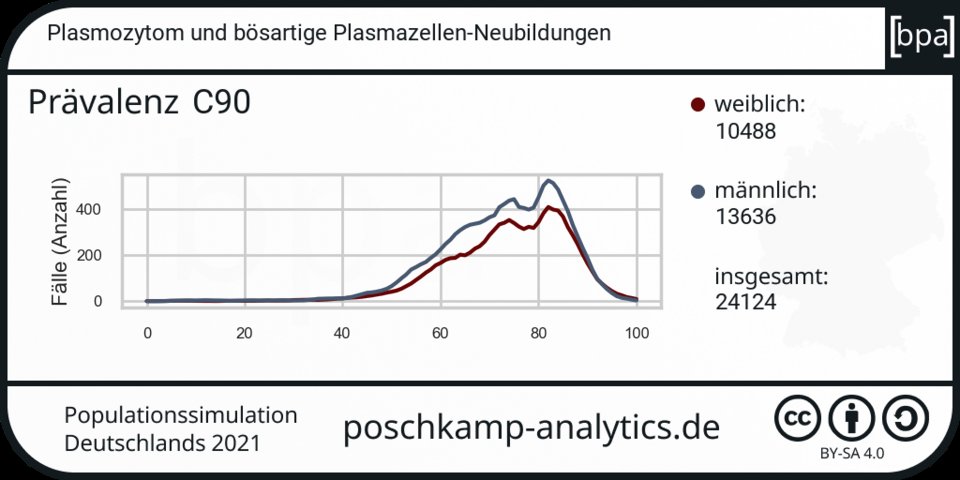 Plasmozytom und bösartige Plasmazellen-Neubildungen
[bpa]
Prävalenz C90
weiblich:
10488
männlich:
13636
insgesamt:
24124
Fälle (Anzahl)
400
200
0
0 20 40 60 80 100
Populationssimulation
Deutschlands 2021
poschkamp-analytics.de
cc
BY-SA 4.0